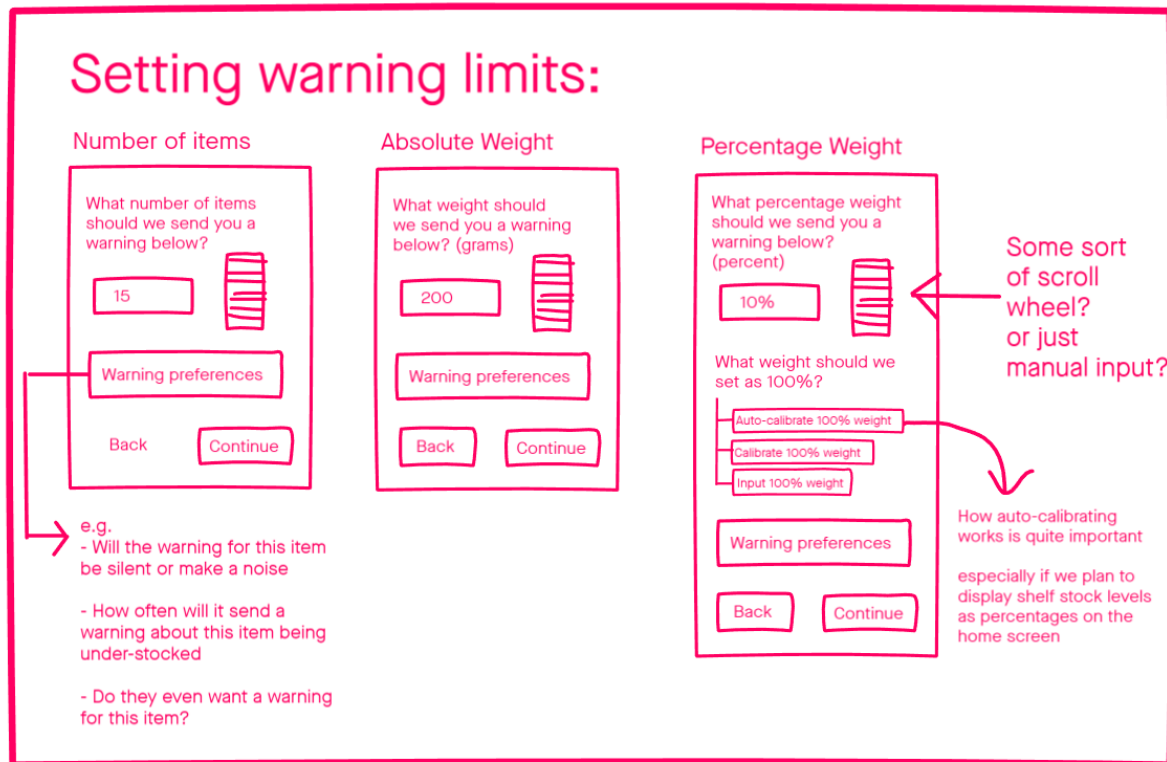 Setting warning limits:
Number of items
What number of items
should we send you a
warning below?
15
Warning preferences
Back
Continue
e.g.
- Will the warning for this item
be silent or make a noise
- How often will it send a
warning about this item being
under-stocked
- Do they even want a warning
for this item?
Absolute Weight
What weight should
we send you a warning
below? (grams)
200
Warning preferences
Back
Continue
Percentage Weight
What percentage weight
should we send you a
warning below?
(percent)
10%
What weight should we
set as 100%?
Auto-calibrate 100% weight
Calibrate 100% weight
Input 100% weight
Warning preferences
Back
Continue
Some sort
of scroll
wheel?
or just
manual input?
How auto-calibrating
works is quite important
especially if we plan to
display shelf stock levels
as percentages on the
home screen